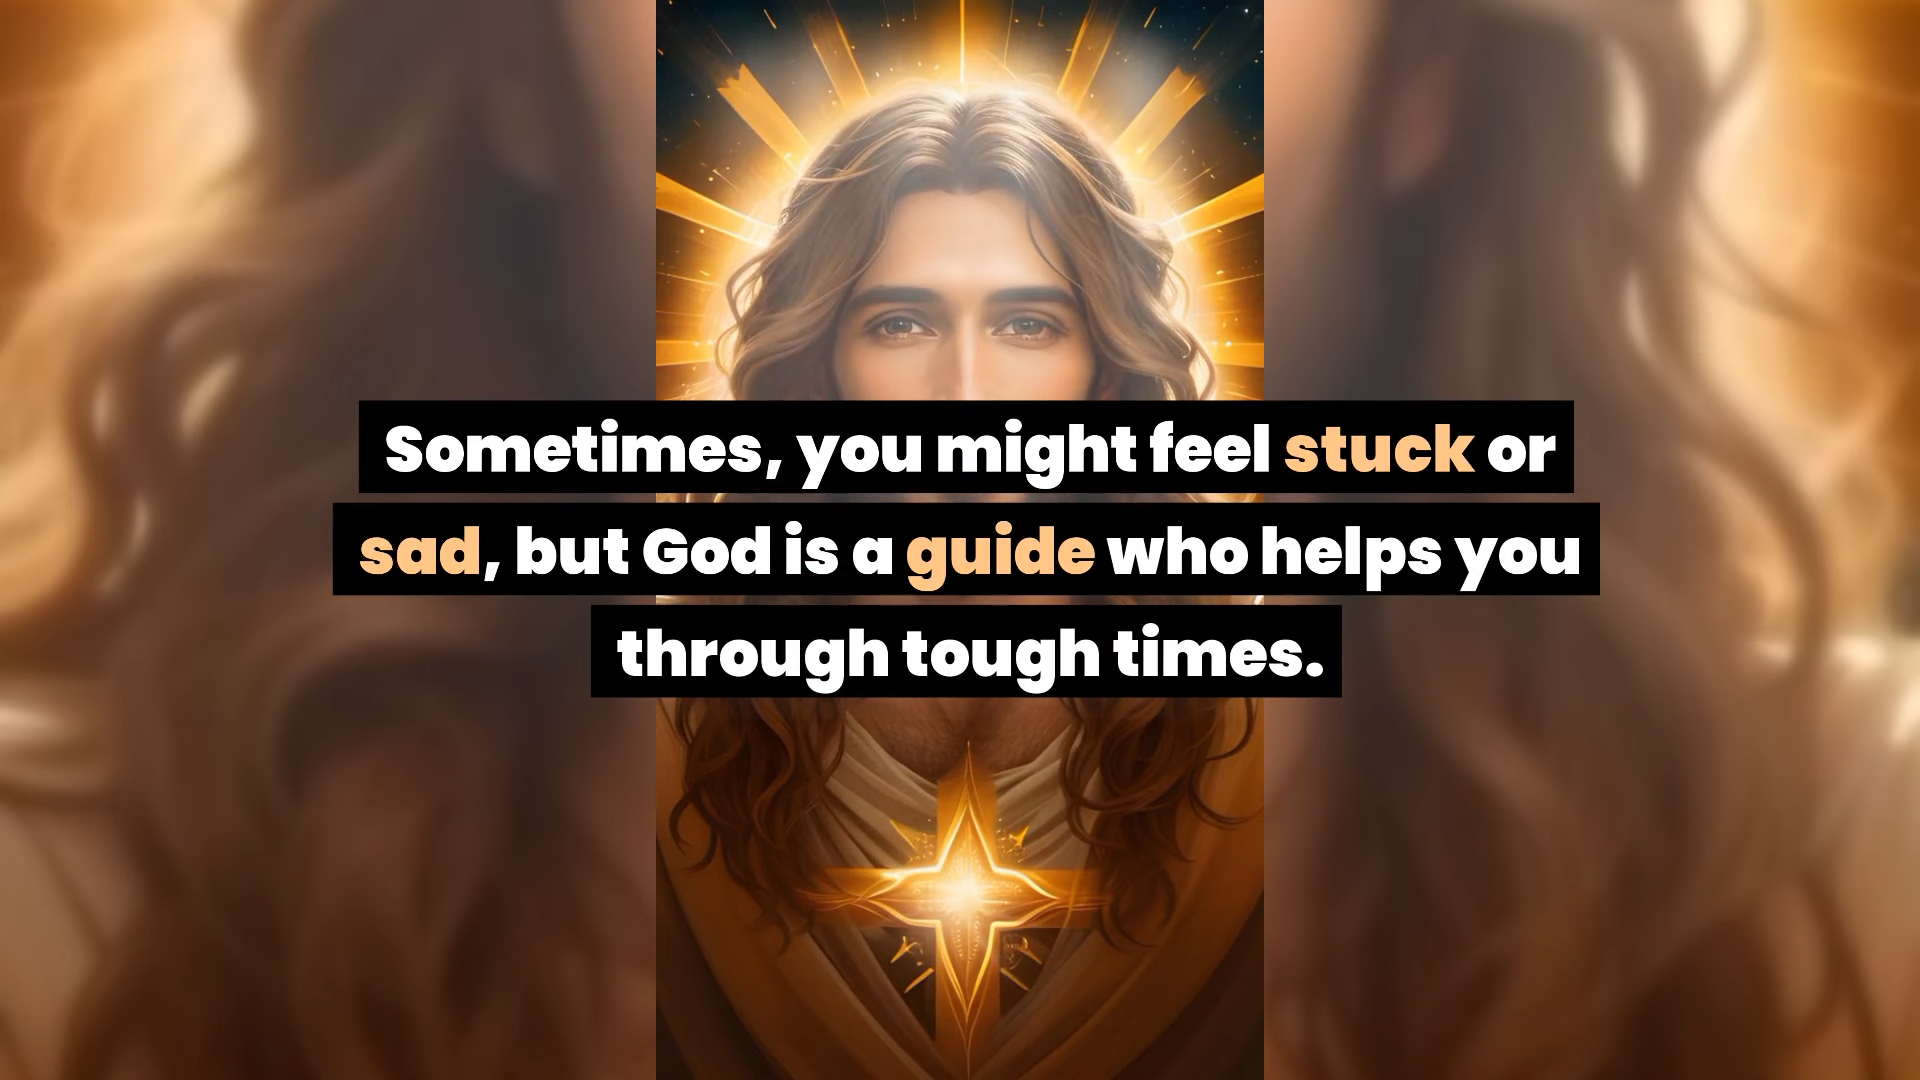 Sometimes, you might feel stuck or
sad, but God is a guide who helps you
through tough times.